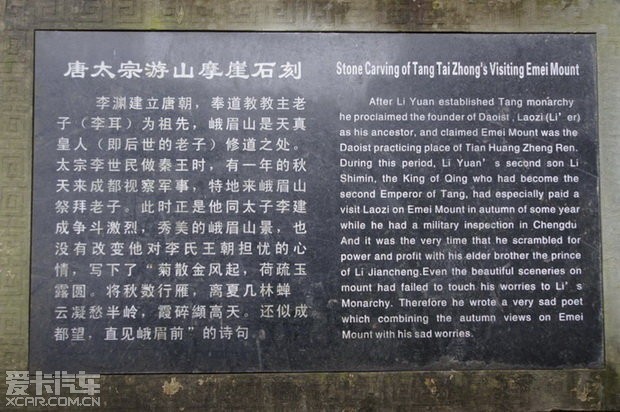 唐太宗游山摩崖石刻
李渊建立唐朝，奉道教教主老
子（李耳）为祖先，峨眉山是天真
皇人（即后世的老子）修道之处。
太宗李世民做秦王时，有一年的秋
天来成都视察军事，特地来峨眉山
祭拜老子。此时正是他同太子李建
成争斗激烈，秀美的峨眉山景，也
没有改变他对李氏王朝担忧的心
情，写下了“菊散金风起，荷疏玉
露圆。将秋数行雁，离夏几林蝉
云凝愁半岭，霞碎缬高天。还似成
都望，直见峨眉前”的诗句。
Stone Carving of Tang Tai Zhong's Visiting Emei Mount
After Li Yuan established Tang monarchy
he proclaimed the founder of Daoist , Laozi (Li’ er)
as his ancestor, and claimed Emei Mount was the
Daoist practicing place of Tian Huang Zheng Ren.
During this period, Li Yuan’s second son Li
Shimin, the King of Qing who had become the
second Emperor of Tang, had especially paid a
visit Laozi on Emei Mount in autumn of some year
while he had a military inspection in Chengdu
And it was the very time that he scrambled for
power and profit with his elder brother the prince
of Li Jiancheng.Even the beautiful sceneries on
mount had failed to touch his worries to Li’ s
Monarchy. Therefore he wrote a very sad poet
which combining the autumn views on Emei
Mount with his sad worries.
爱卡汽车
XCAR.COM.CN